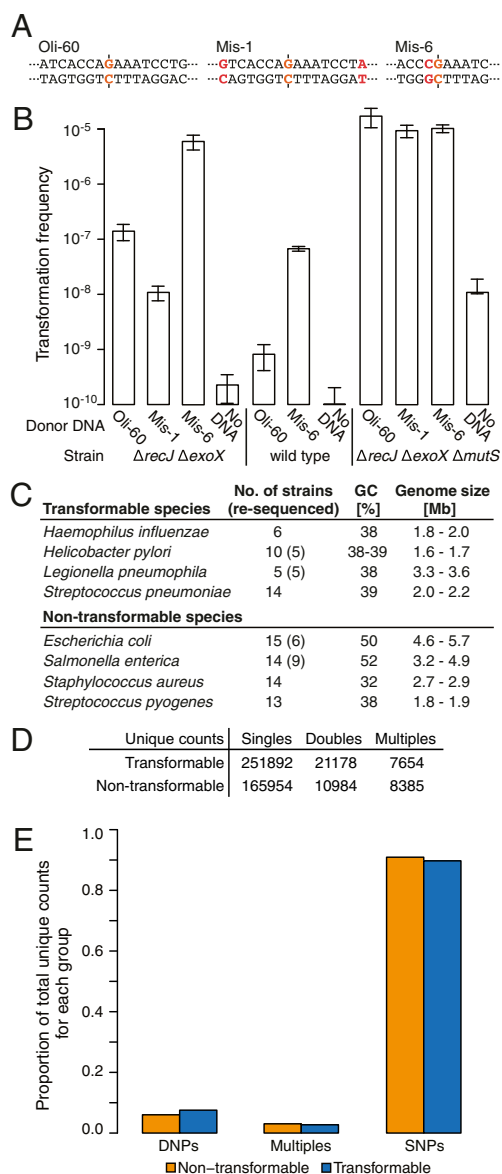 A
Oli-60 Mis-1 Mis-6
ATCACCAGAAATCCTG GTCACCAGAAATCCTA ACCCGAAATC
TAGTGGTCTTTAGGAC CAGTGGTCTTTAGGAT TGGGCTTTAG
B
Transformation frequency
10-5
10-6
10-7
10-8
10-9
10-10
Donor DNA Oli-60 Mis-1 Mis-6 No DNA Oli-60 Mis-6 No DNA Oli-60 Mis-1 Mis-6 No DNA
Strain ΔrecJ ΔexoX wild type ΔrecJ ΔexoX ΔmutS
C
No. of strains GC Genome size
Transformable species (re-sequenced) [%] [Mb]
Haemophilus influenzae 6 38 1.8 - 2.0
Helicobacter pylori 10 (5) 38-39 1.6 - 1.7
Legionella pneumophila 5 (5) 38 3.3 - 3.6
Streptococcus pneumoniae 14 39 2.0 - 2.2
Non-transformable species
Escherichia coli 15 (6) 50 4.6 - 5.7
Salmonella enterica 14 (9) 52 3.2 - 4.9
Staphylococcus aureus 14 32 2.7 - 2.9
Streptococcus pyogenes 13 38 1.8 - 1.9
D
Unique counts Singles Doubles Multiples
Transformable 251892 21178 7654
Non-transformable 165954 10984 8385
E
Proportion of total unique counts
for each group
1.0
0.8
0.6
0.4
0.2
0.0
DNPs Multiples SNPs
Non-transformable Transformable